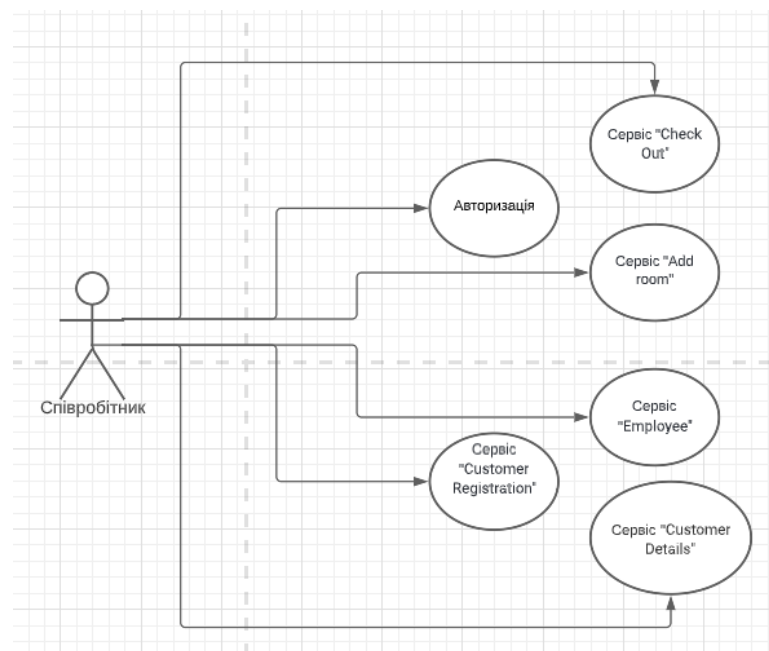 Сервіс "Check
Out"
Авторизація
Сервіс "Add
room"
Співробітник
Сервіс
"Employee"
Сервіс
"Customer
Registration"
Сервіс "Customer
Details"